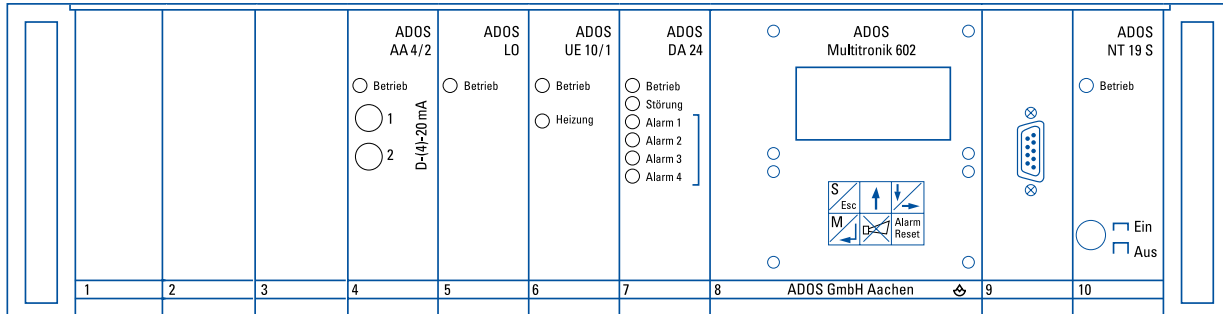 ADOS
AA 4/2
Betrieb
1
2
D-(4)-20 mA
ADOS
LO
Betrieb
ADOS
UE 10/1
Betrieb
Heizung
ADOS
DA 24
Betrieb
Störung
Alarm 1
Alarm 2
Alarm 3
Alarm 4
ADOS
Multitronik 602
S
Esc
M
Alarm
Reset
ADOS
NT 19 S
Betrieb
Ein
Aus
1
2
3
4
5
6
7
8
ADOS GmbH Aachen
9
10